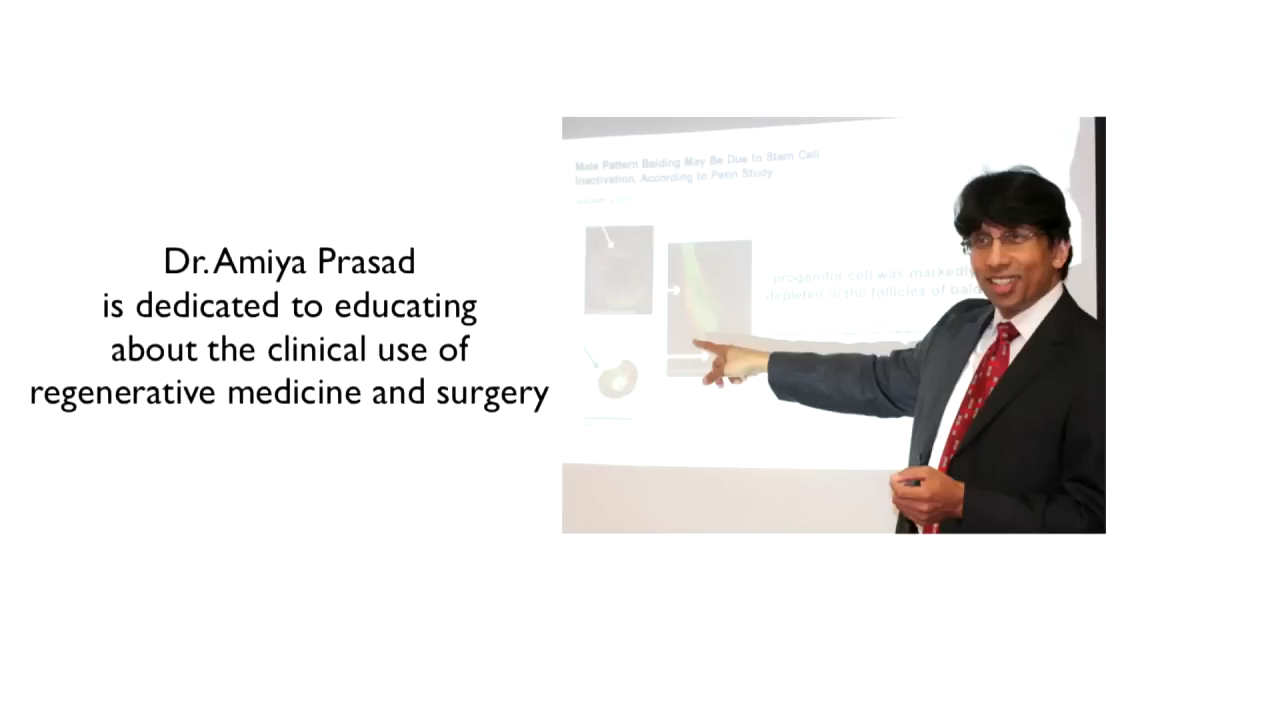 Dr. Amiya Prasad
is dedicated to educating
about the clinical use of
regenerative medicine and surgery
Male Pattern Balding May Be Due to Stem Cell
Inactivation, According to Penn Study
progenitor cell was markedly
depleted in the follicles of bald